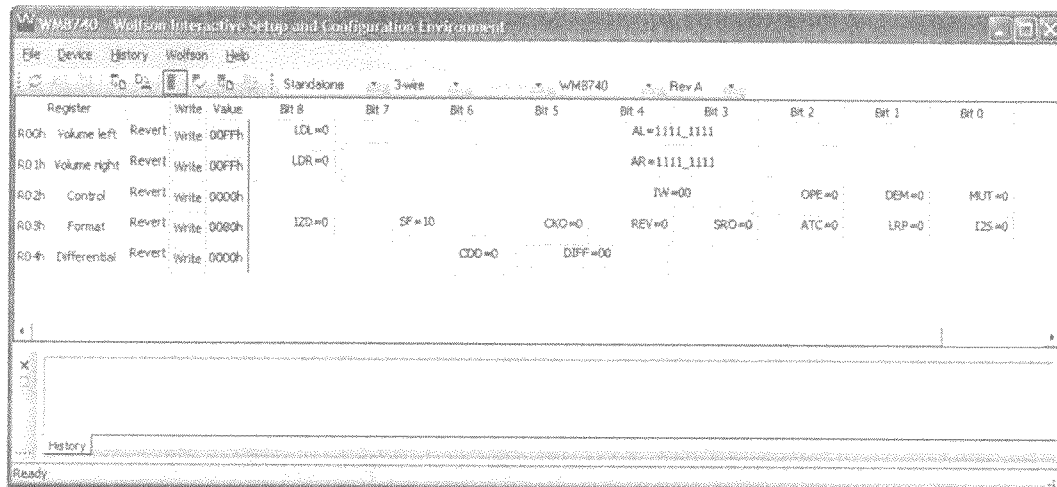 WM8740 - Wolfson Interactive Setup and Configuration Environment
File Device History Wolfson Help
Standalone 3-wire WM8740 Rev A
Register Write Value Bit 8 Bit 7 Bit 6 Bit 5 Bit 4 Bit 3 Bit 2 Bit 1 Bit 0
R00h Volume left Revert Write 00FFh LDL=0 AL=1111_1111
R01h Volume right Revert Write 00FFh LDR=0 AR=1111_1111
R02h Control Revert Write 0000h IW=00 OPE=0 DEM=0 MUT=0
R03h Format Revert Write 0080h IZD=0 SF=10 CKO=0 REV=0 SRO=0 ATC=0 LRP=0 I2S=0
R04h Differential Revert Write 0000h CDD=0 DIFF=00
History
Ready